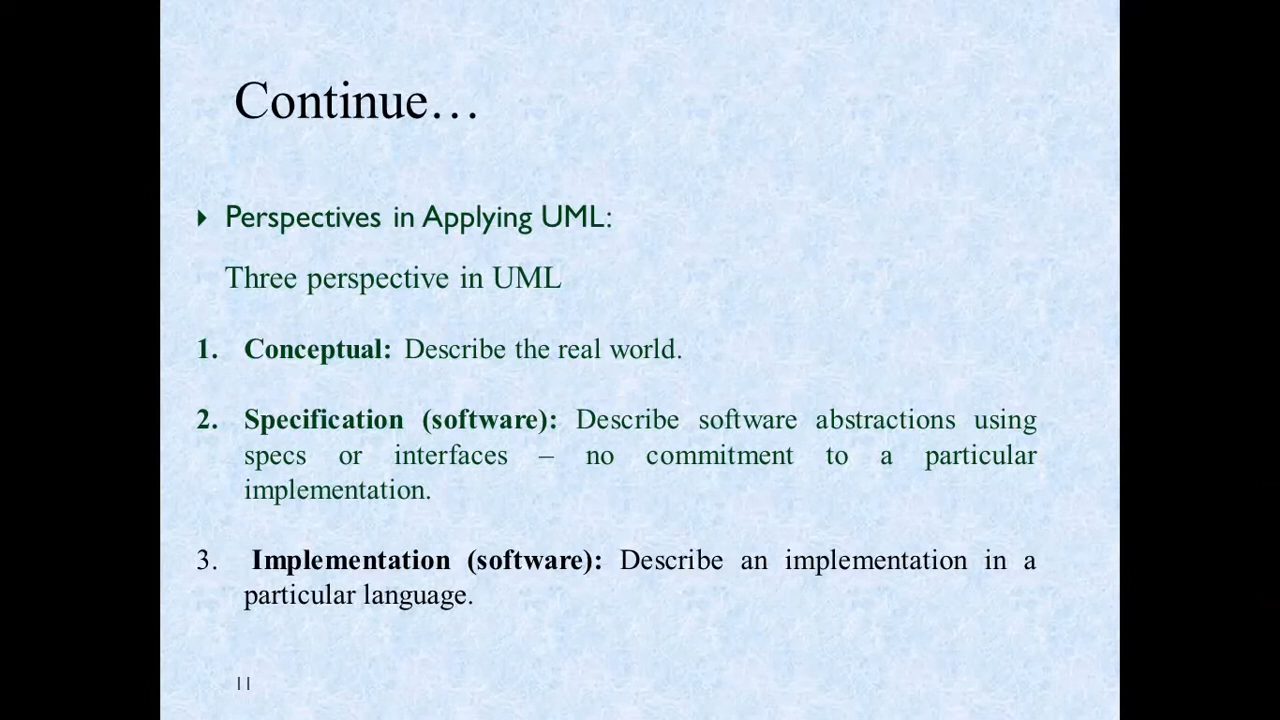 Continue…
Perspectives in Applying UML:
Three perspective in UML
1. Conceptual: Describe the real world.
2. Specification (software): Describe software abstractions using
specs or interfaces – no commitment to a particular
implementation.
3. Implementation (software): Describe an implementation in a
particular language.
11